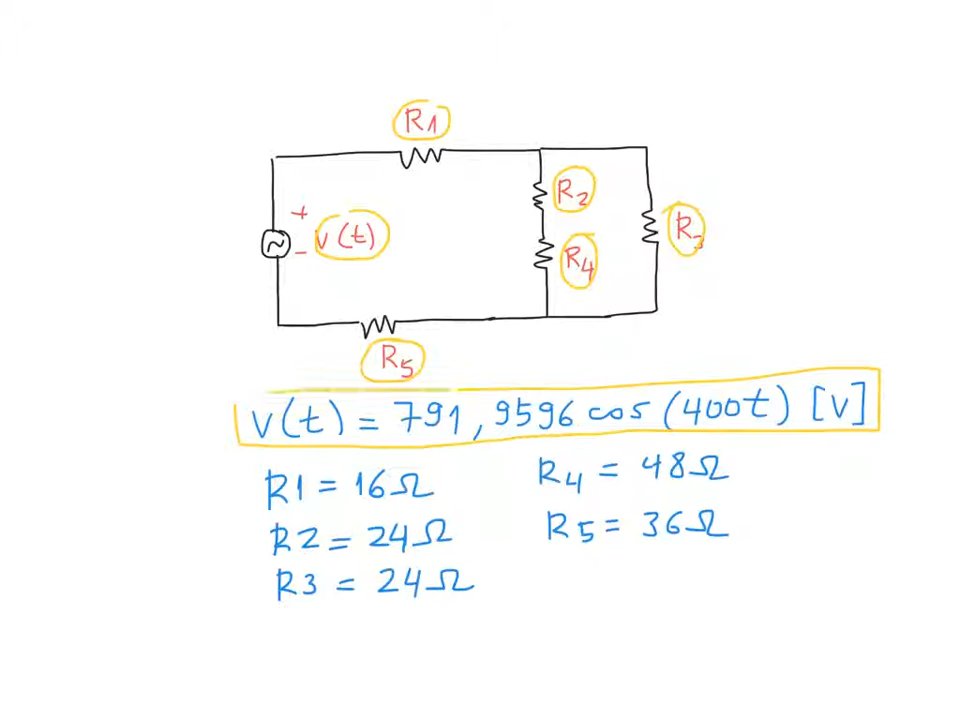 R1
+
V(t)
-
R2
R4
R3
R5
V(t) = 791,9596 cos(400t) [V]
R1 = 16Ω
R2 = 24Ω
R3 = 24Ω
R4 = 48Ω
R5 = 36Ω